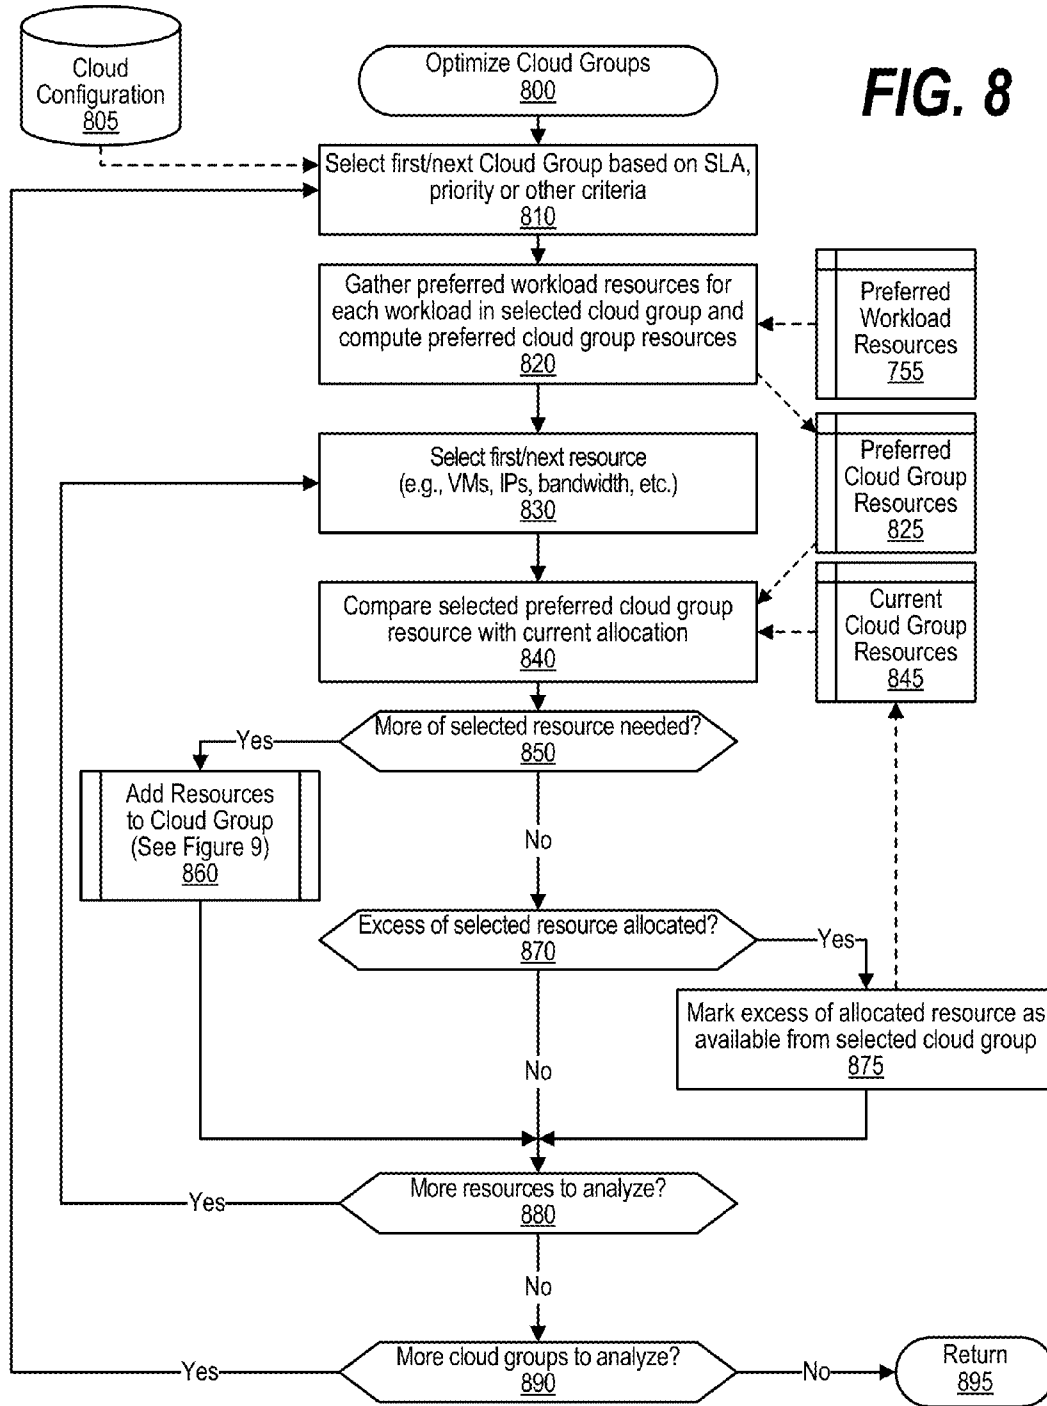 Cloud
Configuration
805
Optimize Cloud Groups
800
FIG. 8
Select first/next Cloud Group based on SLA,
priority or other criteria
810
Gather preferred workload resources for
each workload in selected cloud group and
compute preferred cloud group resources
820
Preferred
Workload
Resources
755
Select first/next resource
(e.g., VMs, IPs, bandwidth, etc.)
830
Preferred
Cloud Group
Resources
825
Compare selected preferred cloud group
resource with current allocation
840
Current
Cloud Group
Resources
845
More of selected resource needed?
850
Yes
Add Resources
to Cloud Group
(See Figure 9)
860
No
Excess of selected resource allocated?
870
Yes
Mark excess of allocated resource as
available from selected cloud group
875
No
More resources to analyze?
880
Yes
No
More cloud groups to analyze?
890
Yes
No
Return
895